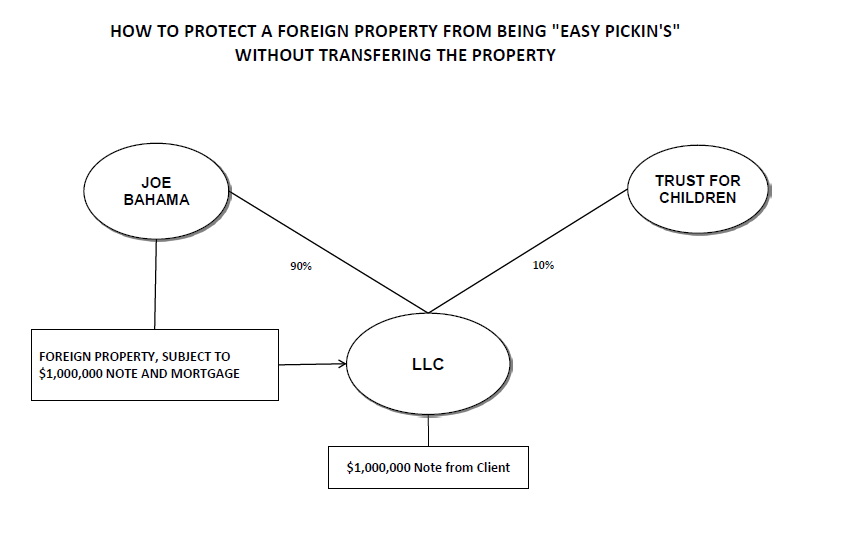 HOW TO PROTECT A FOREIGN PROPERTY FROM BEING "EASY PICKIN'S"
WITHOUT TRANSFERING THE PROPERTY
JOE
BAHAMA
TRUST FOR
CHILDREN
90%
10%
FOREIGN PROPERTY, SUBJECT TO
$1,000,000 NOTE AND MORTGAGE
LLC
$1,000,000 Note from Client